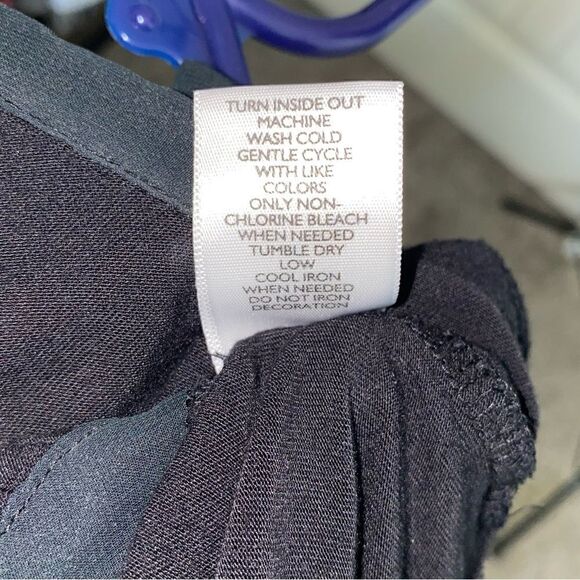 TURN INSIDE OUT
MACHINE
WASH COLD
GENTLE CYCLE
WITH LIKE
COLORS
ONLY NON-
CHLORINE BLEACH
WHEN NEEDED
TUMBLE DRY
LOW
COOL IRON
WHEN NEEDED
DO NOT IRON
DECORATION